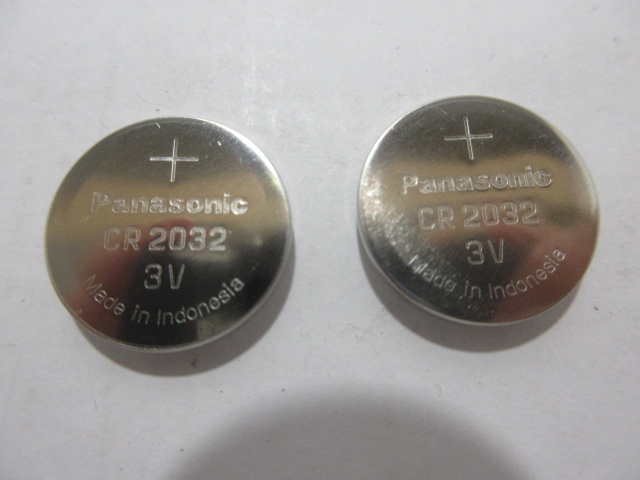 +
Panasonic
CR 2032
3V
Made in Indonesia
+
Panasonic
CR 2032
3V
Made in Indonesia